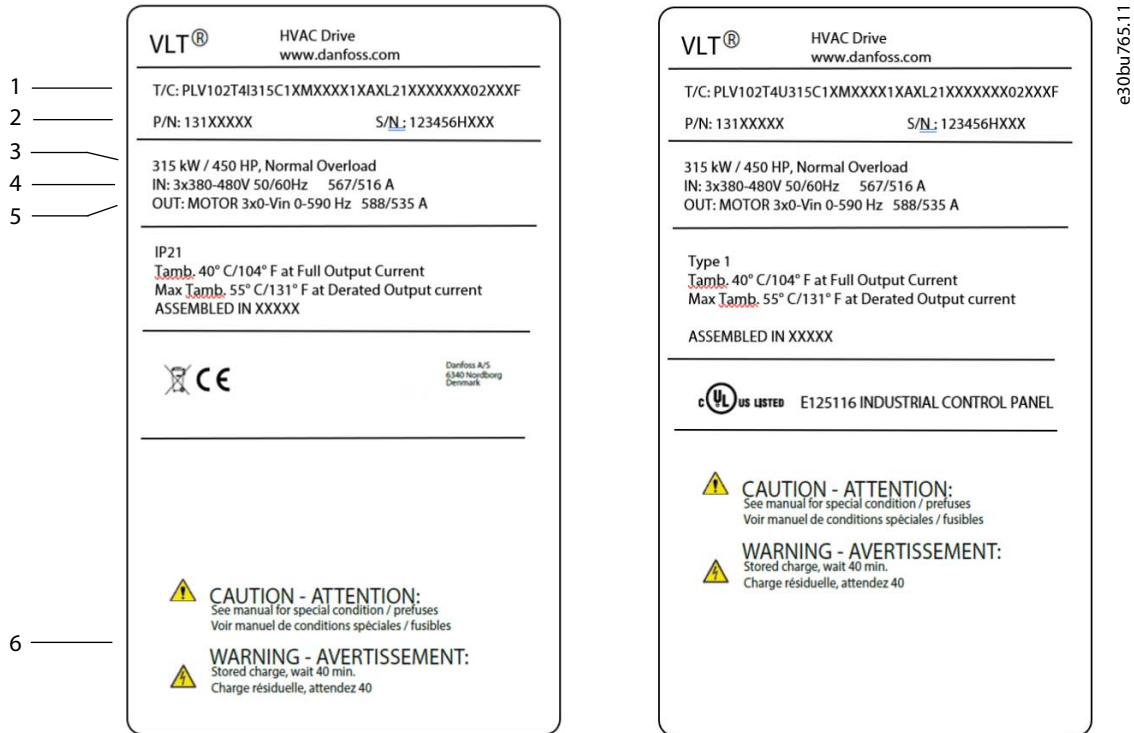 VLT®
HVAC Drive
www.danfoss.com
1
T/C: PLV102T4I315C1XMXXXX1XAXL21XXXXXXX02XXXF
2
P/N: 131XXXXX S/N.: 123456HXXX
3
315 kW / 450 HP, Normal Overload
4
IN: 3x380-480V 50/60Hz 567/516 A
5
OUT: MOTOR 3x0-Vin 0-590 Hz 588/535 A
IP21
Tamb. 40° C/104° F at Full Output Current
Max Tamb. 55° C/131° F at Derated Output current
ASSEMBLED IN XXXXX
CE
Danfoss A/S
6340 Nordborg
Denmark
CAUTION - ATTENTION:
See manual for special condition / prefuses
Voir manuel de conditions spéciales / fusibles
6
WARNING - AVERTISSEMENT:
Stored charge, wait 40 min.
Charge résiduelle, attendez 40
VLT®
HVAC Drive
www.danfoss.com
T/C: PLV102T4U315C1XMXXXX1XAXL21XXXXXXX02XXXF
P/N: 131XXXXX S/N.: 123456HXXX
315 kW / 450 HP, Normal Overload
IN: 3x380-480V 50/60Hz 567/516 A
OUT: MOTOR 3x0-Vin 0-590 Hz 588/535 A
Type 1
Tamb. 40° C/104° F at Full Output Current
Max Tamb. 55° C/131° F at Derated Output current
ASSEMBLED IN XXXXX
C UL US LISTED E125116 INDUSTRIAL CONTROL PANEL
CAUTION - ATTENTION:
See manual for special condition / prefuses
Voir manuel de conditions spéciales / fusibles
WARNING - AVERTISSEMENT:
Stored charge, wait 40 min.
Charge résiduelle, attendez 40
e30bu765.11